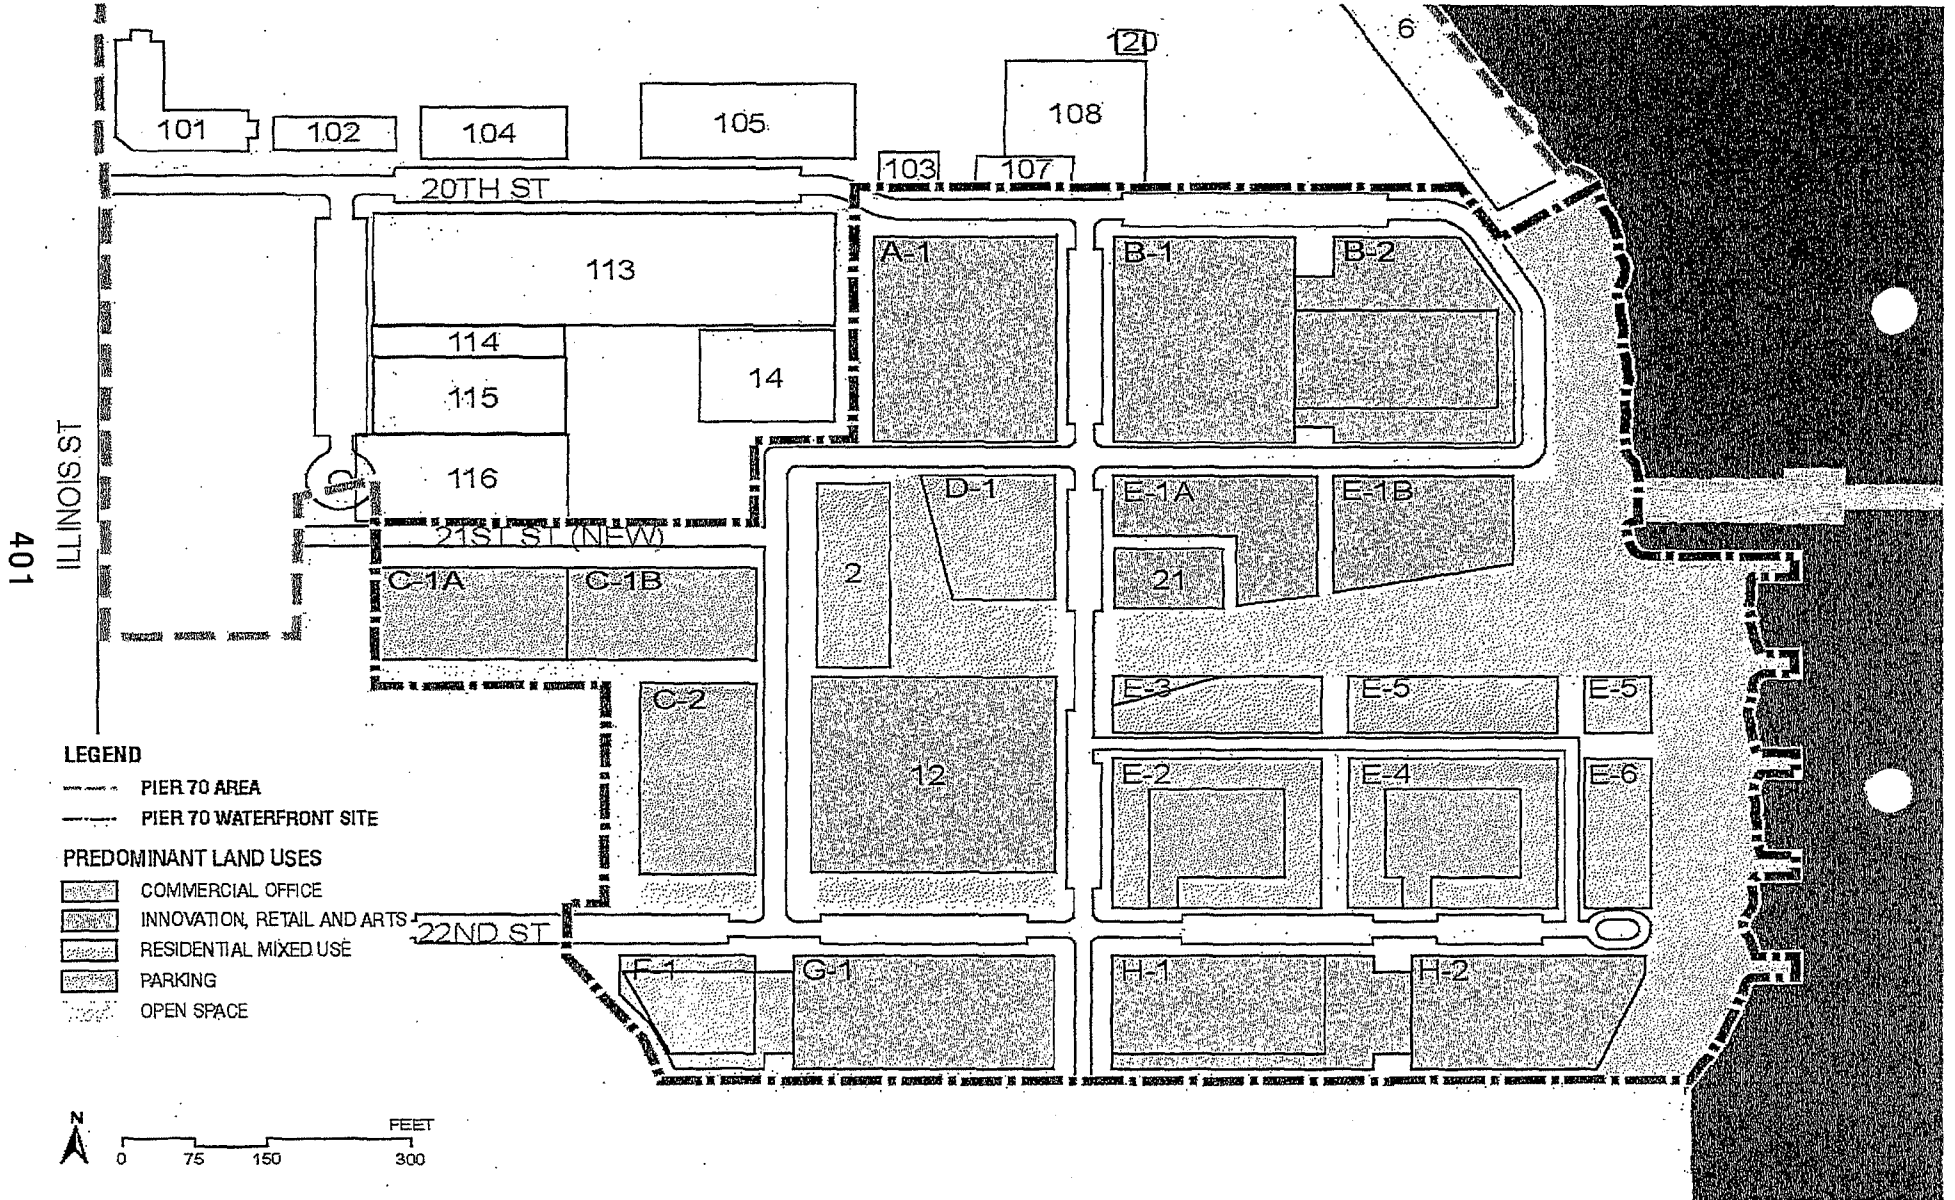 6
120
101
102
104
105
108
103
107
20TH ST
A-1
B-1
B-2
113
114
14
115
116
D-1
E-1A
E-1B
ILLINOIS ST
401
21ST ST (NEW)
2
21
C-1A
C-1B
C-2
E-3
E-5
E-5
12
E-2
E-4
E-6
LEGEND
PIER 70 AREA
PIER 70 WATERFRONT SITE
PREDOMINANT LAND USES
COMMERCIAL OFFICE
INNOVATION, RETAIL AND ARTS
RESIDENTIAL MIXED USE
PARKING
OPEN SPACE
22ND ST
F-1
G-1
H-1
H-2
N
FEET
0 75 150 300